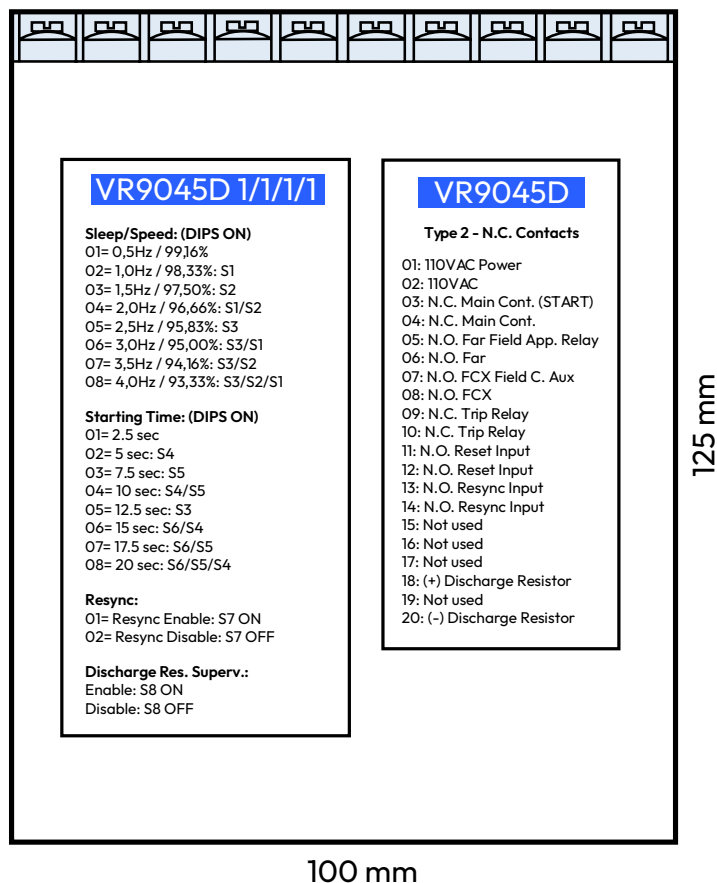 VR9045D 1/1/1/1
Sleep/Speed: (DIPS ON)
01= 0,5Hz / 99,16%
02= 1,0Hz / 98,33%: S1
03= 1,5Hz / 97,50%: S2
04= 2,0Hz / 96,66%: S1/S2
05= 2,5Hz / 95,83%: S3
06= 3,0Hz / 95,00%: S3/S1
07= 3,5Hz / 94,16%: S3/S2
08= 4,0Hz / 93,33%: S3/S2/S1
Starting Time: (DIPS ON)
01= 2.5 sec
02= 5 sec: S4
03= 7.5 sec: S5
04= 10 sec: S4/S5
05= 12.5 sec: S3
06= 15 sec: S6/S4
07= 17.5 sec: S6/S5
08= 20 sec: S6/S5/S4
Resync:
01= Resync Enable: S7 ON
02= Resync Disable: S7 OFF
Discharge Res. Superv.:
Enable: S8 ON
Disable: S8 OFF
VR9045D
Type 2 - N.C. Contacts
01: 110VAC Power
02: 110VAC
03: N.C. Main Cont. (START)
04: N.C. Main Cont.
05: N.O. Far Field App. Relay
06: N.O. Far
07: N.O. FCX Field C. Aux
08: N.O. FCX
09: N.C. Trip Relay
10: N.C. Trip Relay
11: N.O. Reset Input
12: N.O. Reset Input
13: N.O. Resync Input
14: N.O. Resync Input
15: Not used
16: Not used
17: Not used
18: (+) Discharge Resistor
19: Not used
20: (-) Discharge Resistor
125 mm
100 mm